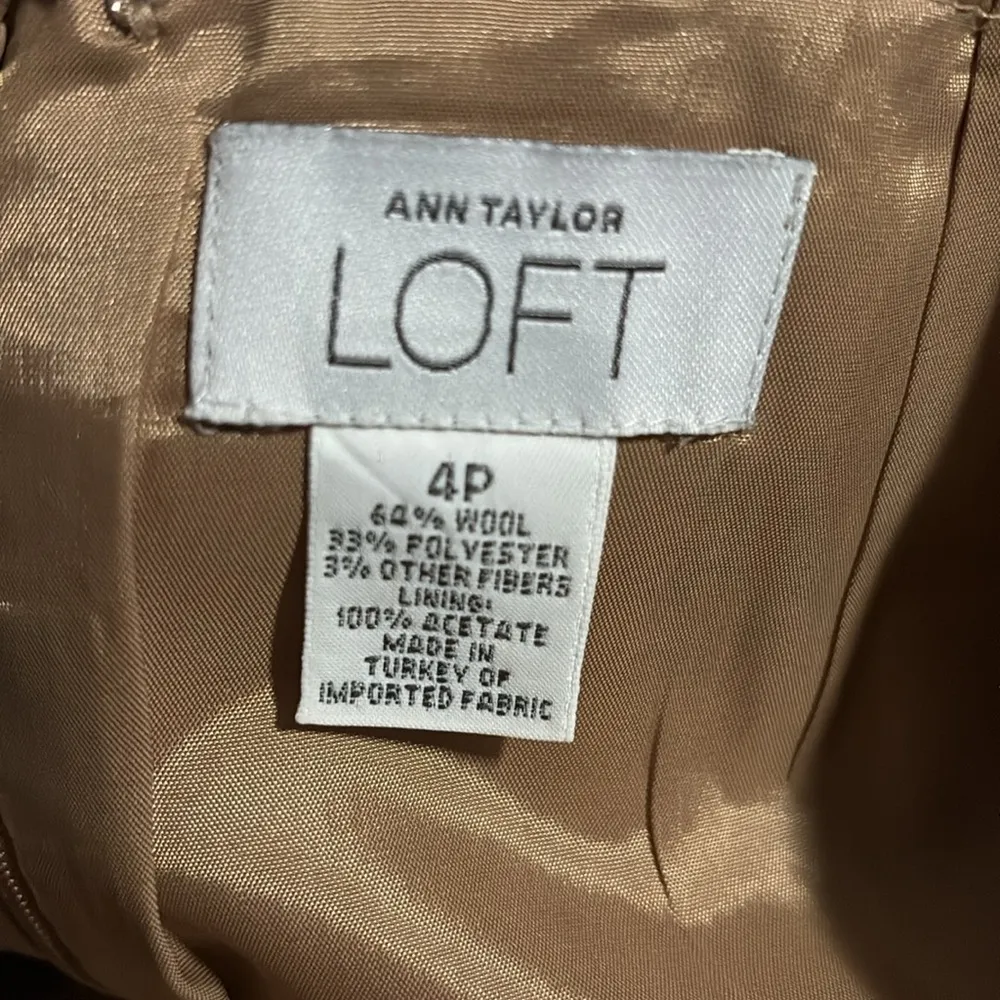 ANN TAYLOR
LOFT
4P
64% WOOL
33% POLYESTER
3% OTHER FIBERS
LINING:
100% ACETATE
MADE IN
TURKEY OF
IMPORTED FABRIC